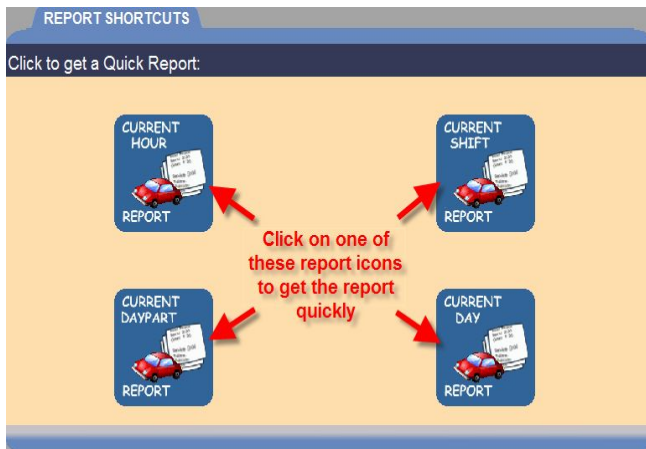 REPORT SHORTCUTS
Click to get a Quick Report:
CURRENT
HOUR
REPORT
CURRENT
SHIFT
REPORT
Click on one of
these report icons
to get the report
quickly
CURRENT
DAYPART
REPORT
CURRENT
DAY
REPORT